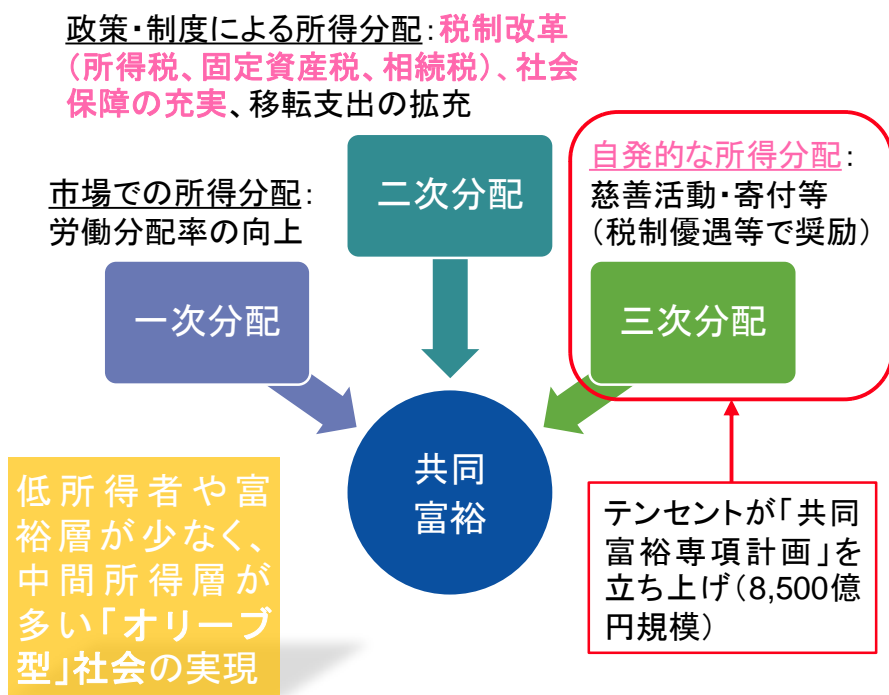 政策・制度による所得分配：税制改革
（所得税、固定資産税、相続税）、社会
保障の充実、移転支出の拡充
二次分配
市場での所得分配：
労働分配率の向上
一次分配
自発的な所得分配：
慈善活動・寄付等
（税制優遇等で奨励）
三次分配
共同
富裕
低所得者や富
裕層が少なく、
中間所得層が
多い「オリーブ
型」社会の実現
テンセントが「共同
富裕専項計画」を
立ち上げ（8,500億
円規模）